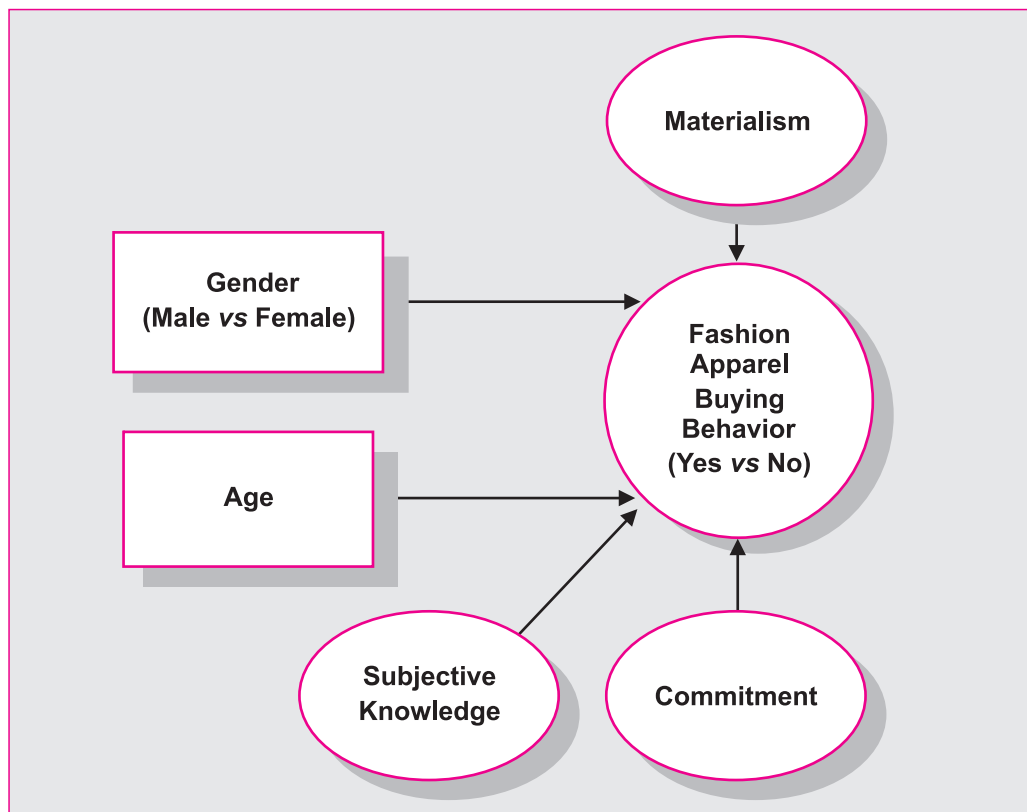 Materialism
Gender
(Male vs Female)
Fashion
Apparel
Buying
Behavior
(Yes vs No)
Age
Subjective
Knowledge
Commitment